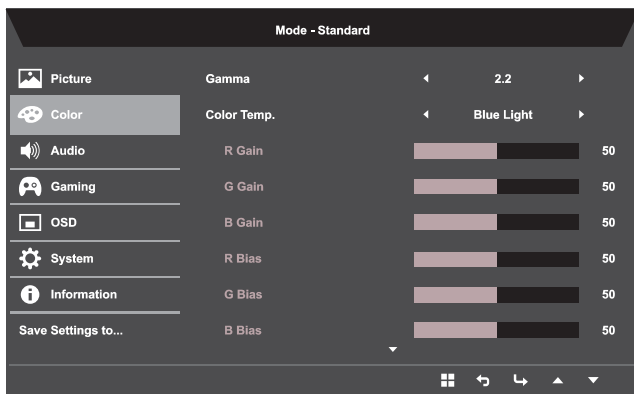 Mode - Standard
Picture
Gamma 2.2
Color
Color Temp. Blue Light
Audio
R Gain 50
Gaming
G Gain 50
OSD
B Gain 50
System
R Bias 50
Information
G Bias 50
Save Settings to...
B Bias 50